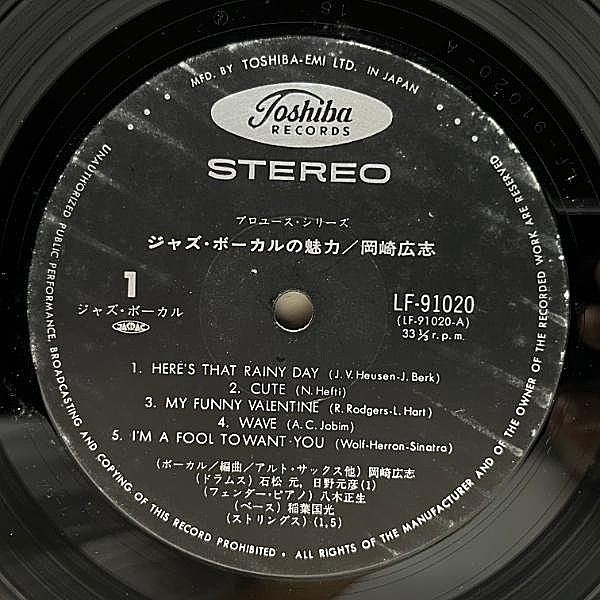 MFD. BY TOSHIBA-EMI LTD. IN JAPAN
Toshiba
RECORDS
STEREO
プロユース・シリーズ
ジャズ・ボーカルの魅力/岡崎広志
1
ジャズ・ボーカル
JASRAC
LF-91020
(LF-91020-A)
33⅓ r.p.m.
1. HERE'S THAT RAINY DAY (J.V.Heusen-J.Berk)
2. CUTE (N.Hefti)
3. MY FUNNY VALENTINE (R.Rodgers-L.Hart)
4. WAVE (A.C.Jobim)
5. I'M A FOOL TO WANT·YOU (Wolf-Herron-Sinatra)
(ボーカル/編曲/アルト・サックス他) 岡崎広志
(ドラムス) 石松 元, 日野元彦(1)
(フェンダー・ピアノ) 八木正生
(ベース) 稲葉国光
(ストリングス) (1,5)
UNAUTHORIZED PUBLIC PERFORMANCE, BROADCASTING AND COPYING OF THIS RECORD PROHIBITED • ALL RIGHTS OF THE MANUFACTURER AND OF THE OWNER OF THE RECORDED WORK ARE RESERVED
LF-91020-A
16